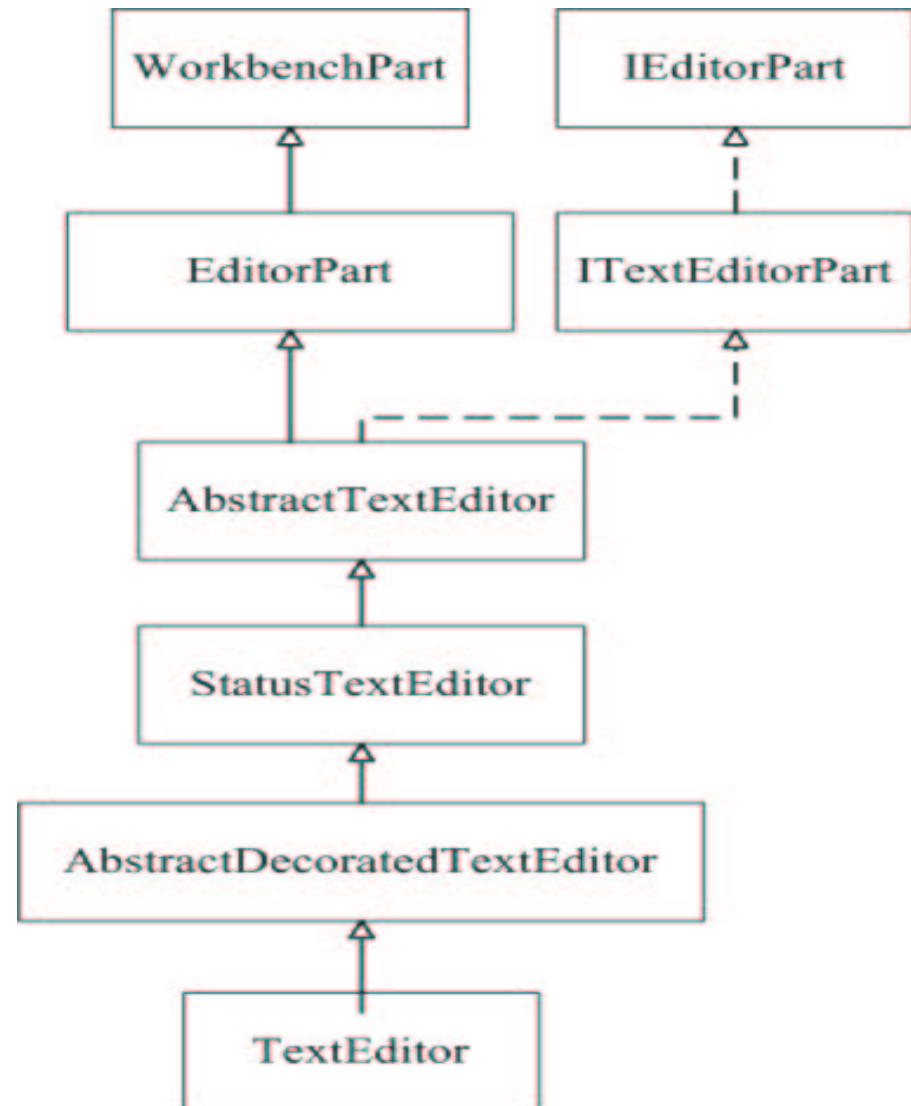 WorkbenchPart
IEditorPart
EditorPart
ITextEditorPart
AbstractTextEditor
StatusTextEditor
AbstractDecoratedTextEditor
TextEditor